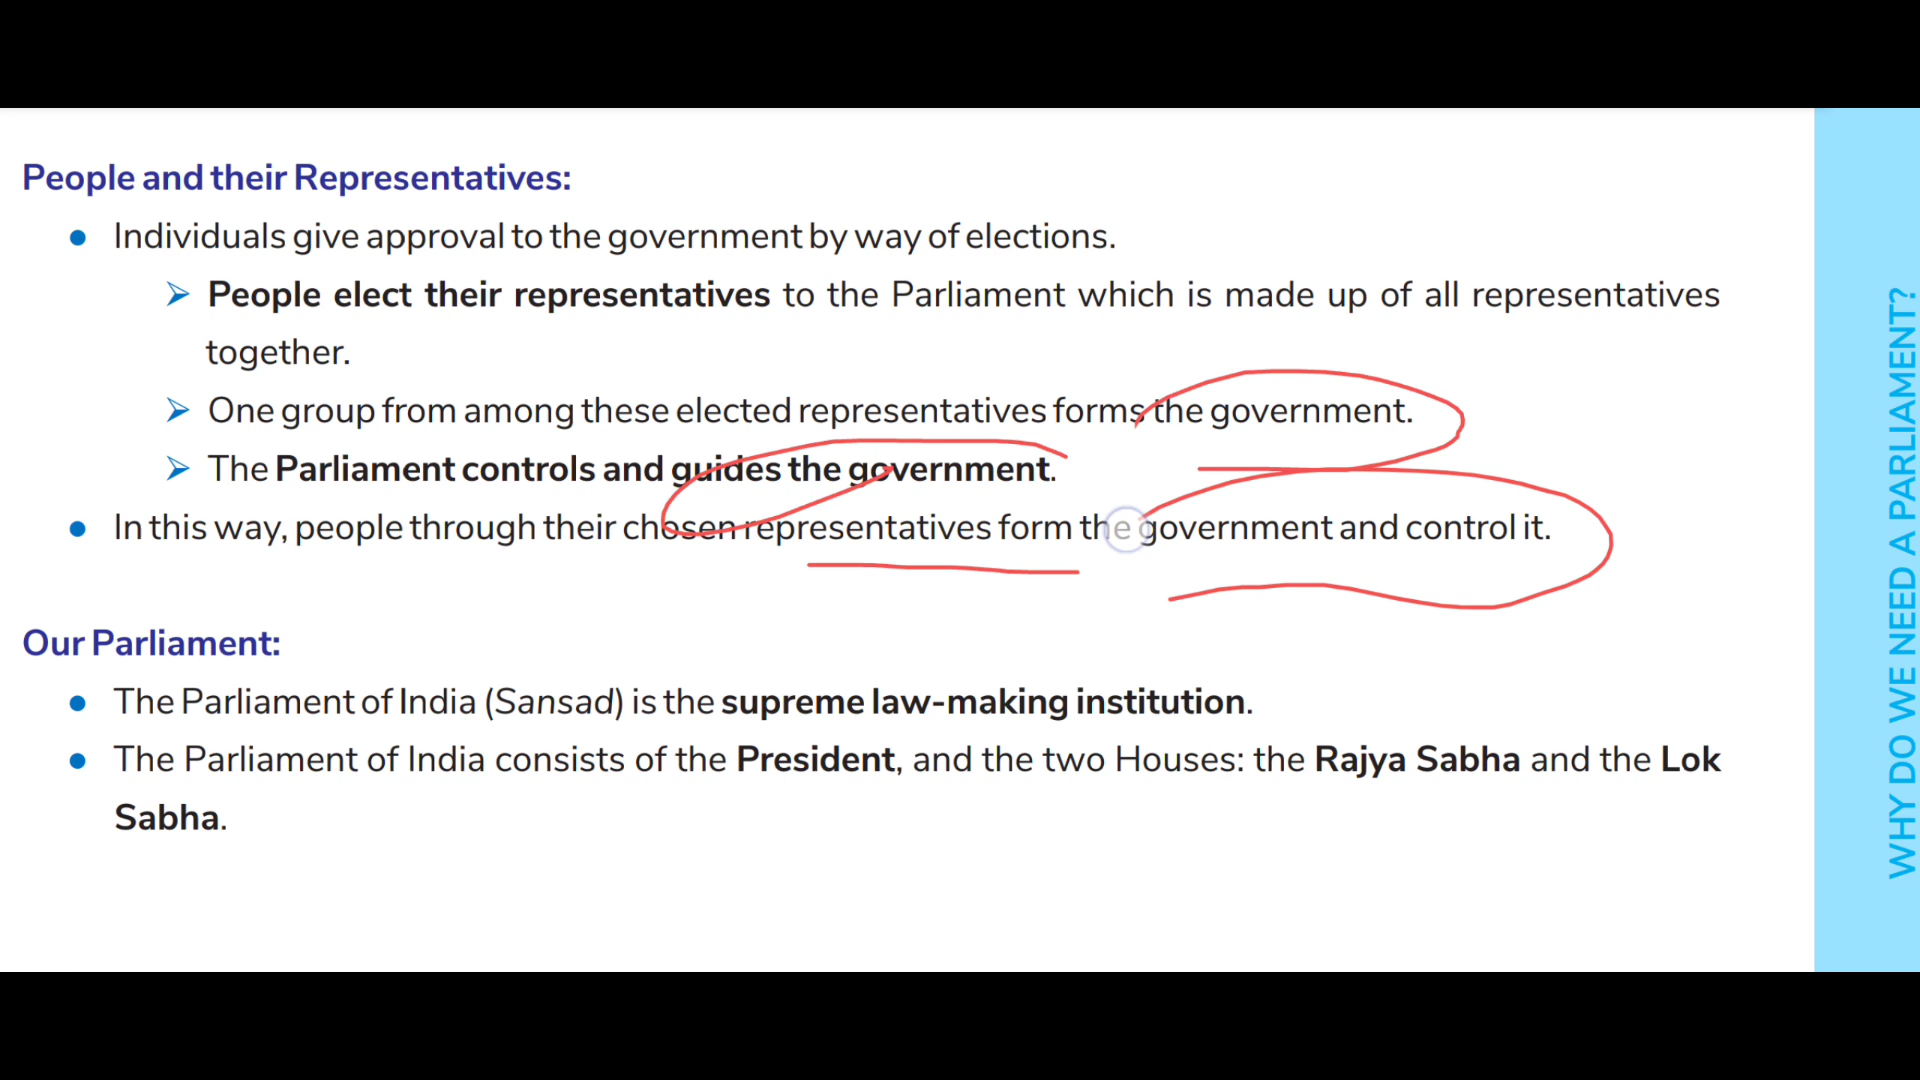 People and their Representatives:
Individuals give approval to the government by way of elections.
People elect their representatives to the Parliament which is made up of all representatives
together.
One group from among these elected representatives forms the government.
The Parliament controls and guides the government.
In this way, people through their chosen representatives form the government and control it.
Our Parliament:
The Parliament of India (Sansad) is the supreme law-making institution.
The Parliament of India consists of the President, and the two Houses: the Rajya Sabha and the Lok
Sabha.
WHY DO WE NEED A PARLIAMENT?